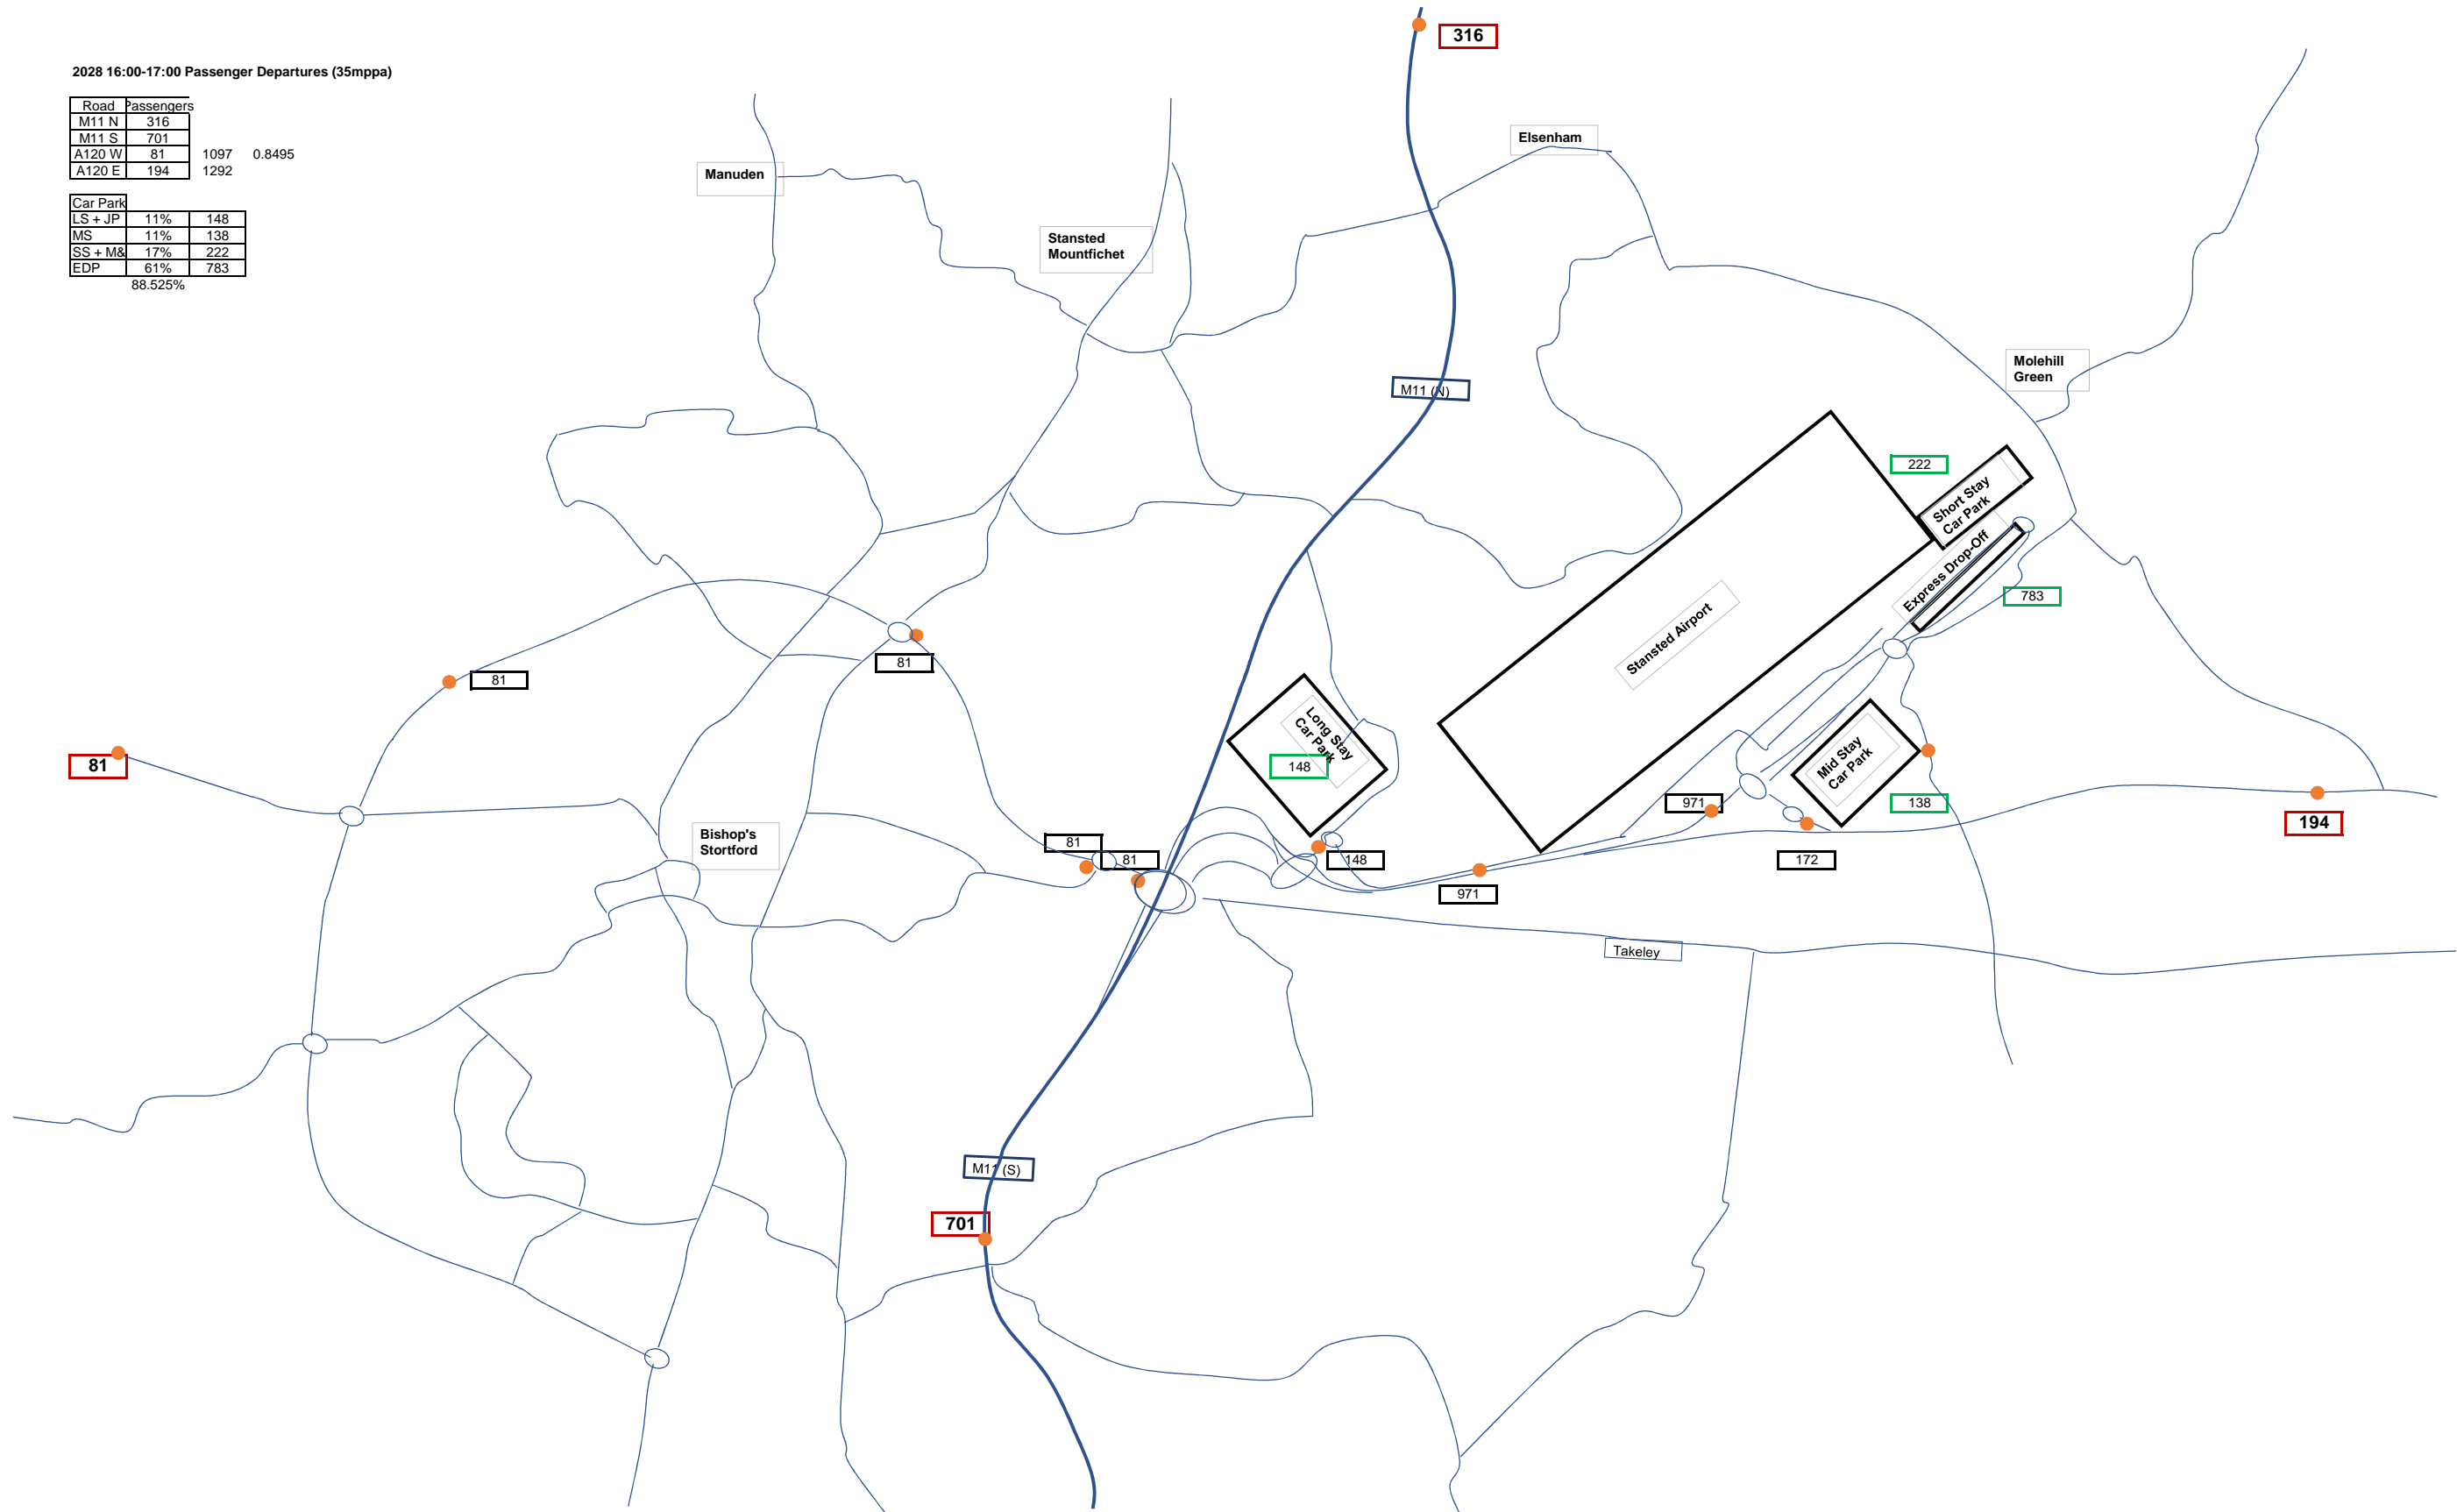 316
2028 16:00-17:00 Passenger Departures (35mppa)
Road Passengers
M11 N 316
M11 S 701
A120 W 81 1097 0.8495
A120 E 194 1292
Car Park
LS + JP 11% 148
MS 11% 138
SS + M& 17% 222
EDP 61% 783
88.525%
Elsenham
Manuden
Stansted
Mountfichet
Molehill
Green
M11 (N)
222
Short Stay
Car Park
Express Drop-Off
783
Stansted Airport
81
81
81
Long Stay
Car Park
148
Mid Stay
Car Park
138
971
194
Bishop's
Stortford
81
81
148
172
971
Takeley
M11 (S)
701